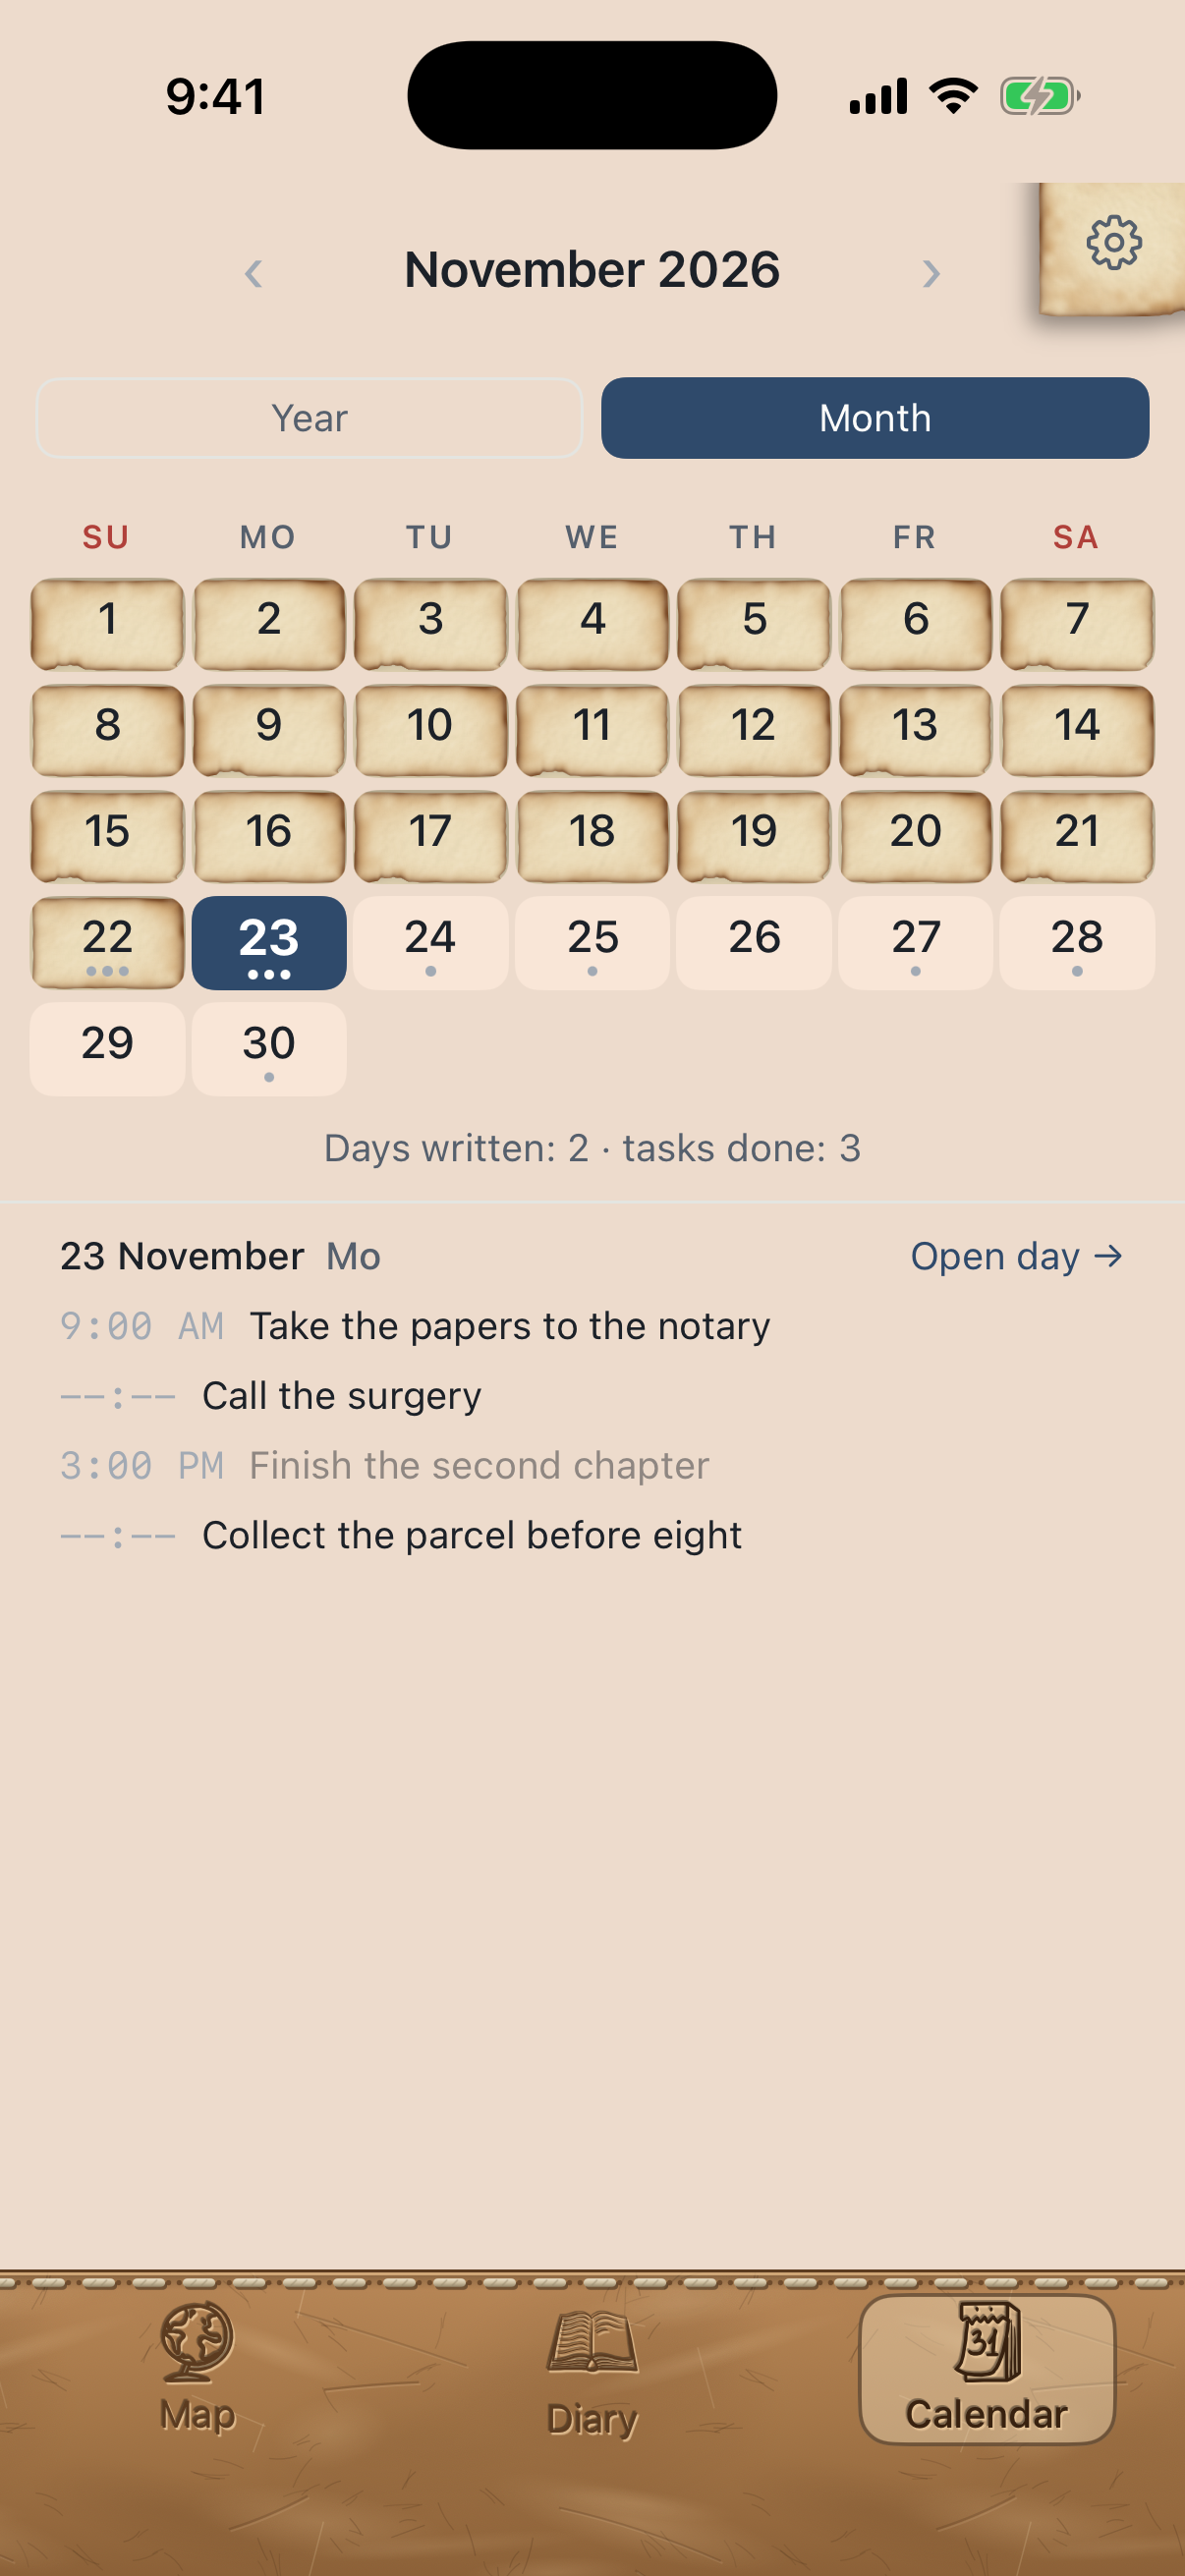 9:41
‹ November 2026 ›
Year Month
SU MO TU WE TH FR SA
1 2 3 4 5 6 7
8 9 10 11 12 13 14
15 16 17 18 19 20 21
22 23 24 25 26 27 28
29 30
Days written: 2 · tasks done: 3
23 November Mo Open day →
9:00 AM Take the papers to the notary
––:–– Call the surgery
3:00 PM Finish the second chapter
––:–– Collect the parcel before eight
31
Map Diary Calendar